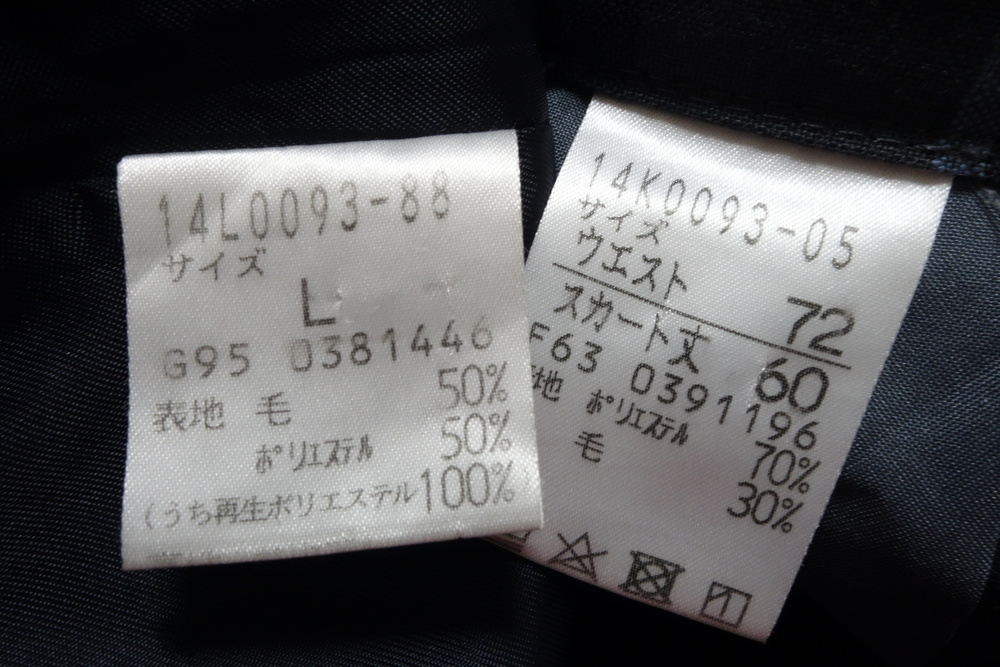 14L0093-88
サイズ
L
G95 0381446
表地 毛 50%
ポリエステル 50%
(うち再生ポリエステル100%
14K0093-05
サイズ
ウエスト 72
スカート丈 60
F63 0391196
地 ポリエステル 70%
毛 30%